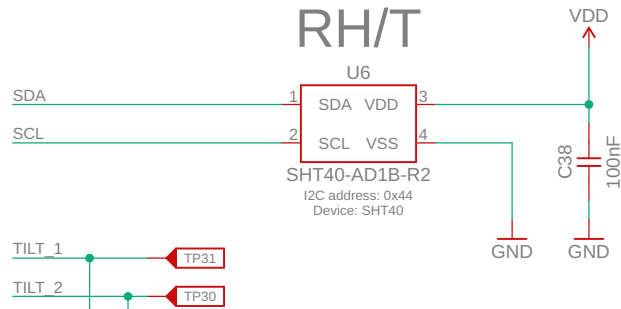 RH/T
VDD
U6
SDA
1
SDA VDD
3
SCL
2
SCL VSS
4
C38
100nF
SHT40-AD1B-R2
I2C address: 0x44
Device: SHT40
GND
GND
TILT_1
TP31
TILT_2
TP30